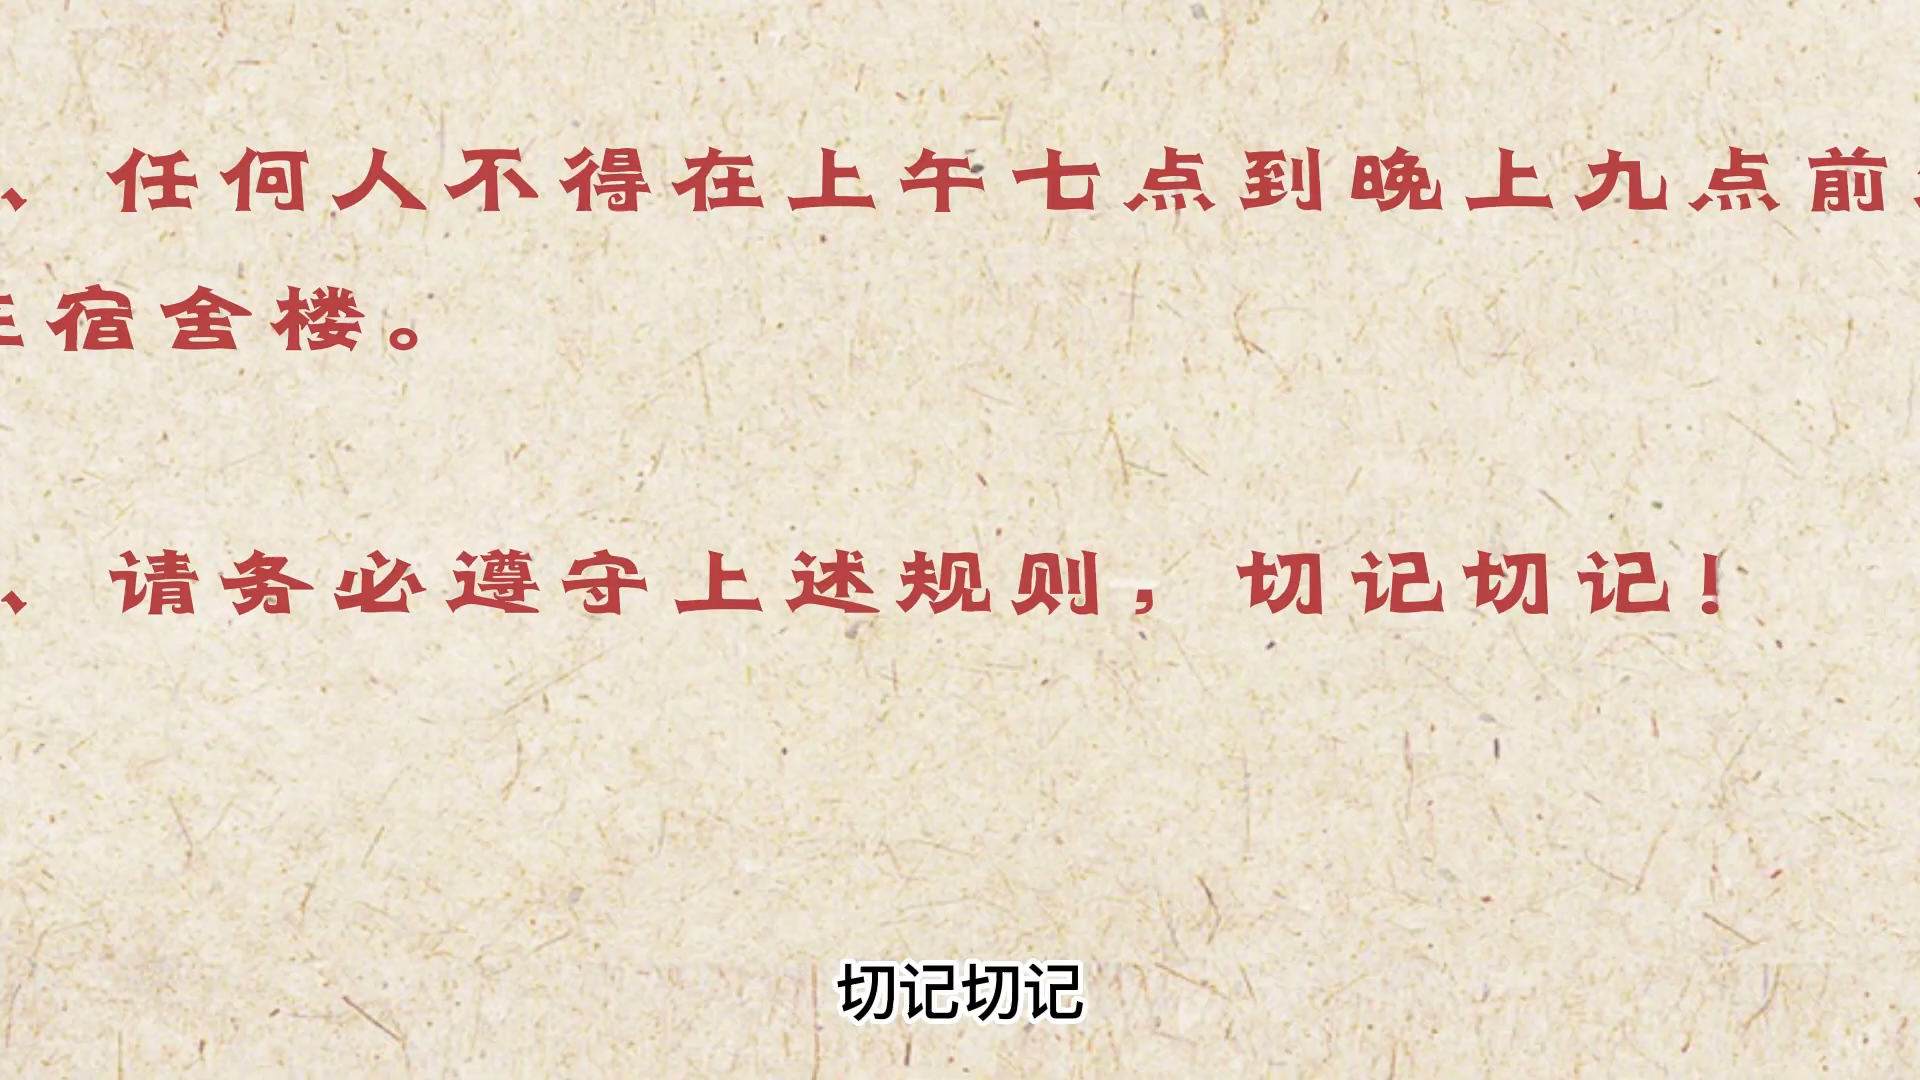 、任何人不得在上午七点到晚上九点前
宿舍楼。
、请务必遵守上述规则，切记切记!
切记切记